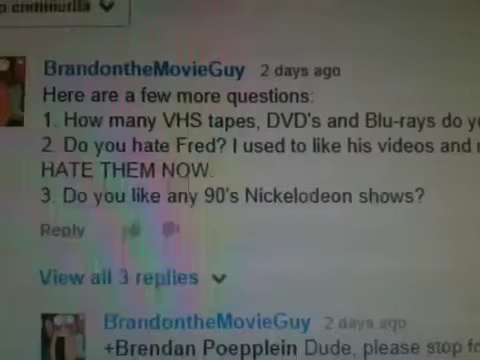 BrandontheMovieGuy 2 days ago
Here are a few more questions:
1. How many VHS tapes, DVD's and Blu-rays do
2. Do you hate Fred? I used to like his videos and
HATE THEM NOW.
3. Do you like any 90's Nickelodeon shows?
Reply
View all 3 replies
BrandontheMovieGuy 2 days ago
+Brendan Poepplein Dude, please stop